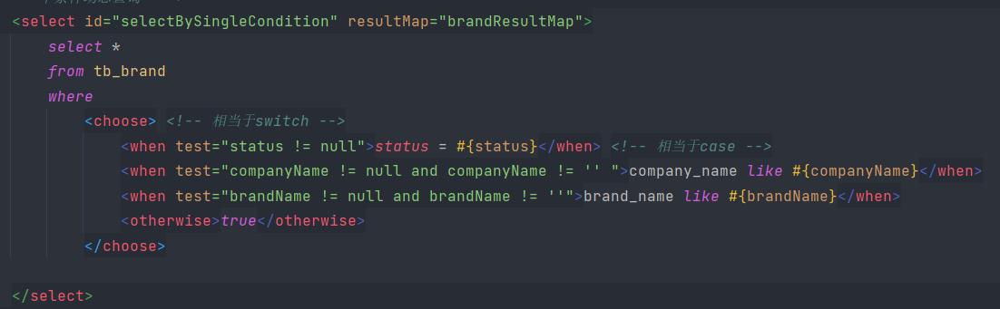 <select id="selectBySingleCondition" resultMap="brandResultMap">
select *
from tb_brand
where
<choose> <!-- 相当于switch -->
<when test="status != null">status = #{status}</when> <!-- 相当于case -->
<when test="companyName != null and companyName != '' ">company_name like #{companyName}</when>
<when test="brandName != null and brandName != ''">brand_name like #{brandName}</when>
<otherwise>true</otherwise>
</choose>
</select>